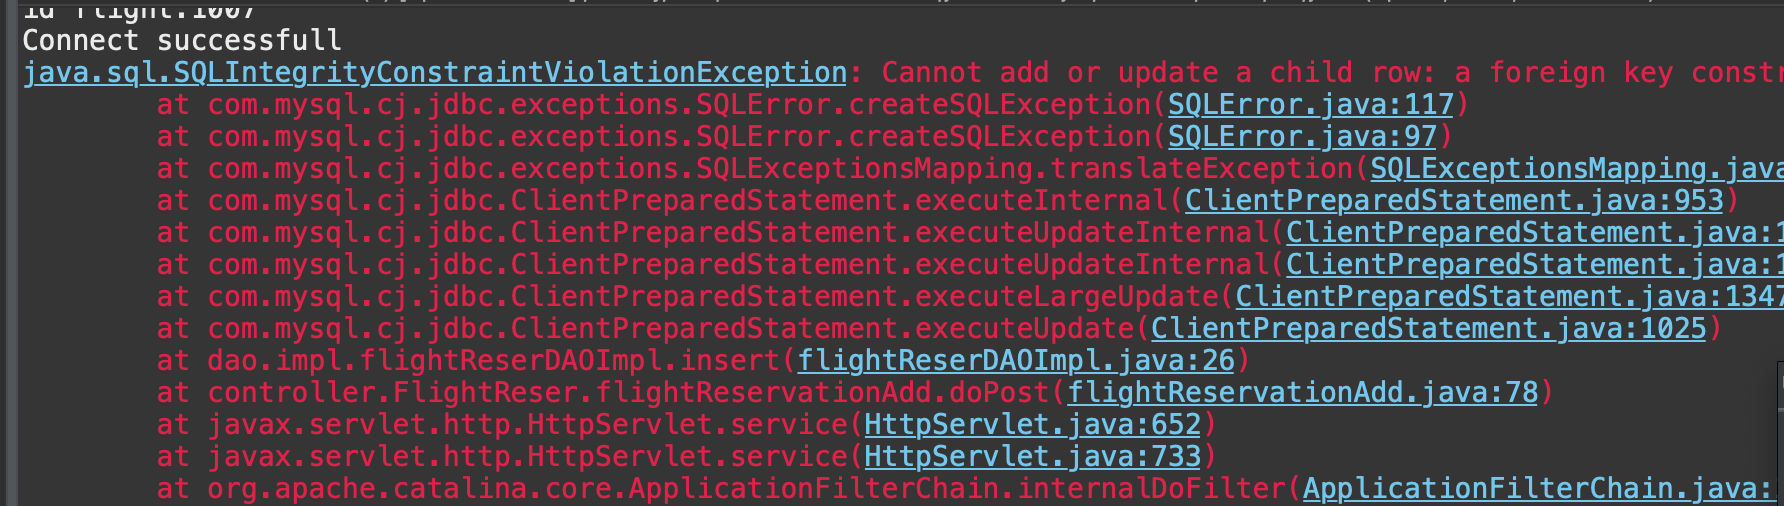 id flight:1007
Connect successfull
java.sql.SQLIntegrityConstraintViolationException: Cannot add or update a child row: a foreign key constr
at com.mysql.cj.jdbc.exceptions.SQLError.createSQLException(SQLError.java:117)
at com.mysql.cj.jdbc.exceptions.SQLError.createSQLException(SQLError.java:97)
at com.mysql.cj.jdbc.exceptions.SQLExceptionsMapping.translateException(SQLExceptionsMapping.java
at com.mysql.cj.jdbc.ClientPreparedStatement.executeInternal(ClientPreparedStatement.java:953)
at com.mysql.cj.jdbc.ClientPreparedStatement.executeUpdateInternal(ClientPreparedStatement.java:1
at com.mysql.cj.jdbc.ClientPreparedStatement.executeUpdateInternal(ClientPreparedStatement.java:1
at com.mysql.cj.jdbc.ClientPreparedStatement.executeLargeUpdate(ClientPreparedStatement.java:1347
at com.mysql.cj.jdbc.ClientPreparedStatement.executeUpdate(ClientPreparedStatement.java:1025)
at dao.impl.flightReserDAOImpl.insert(flightReserDAOImpl.java:26)
at controller.FlightReser.flightReservationAdd.doPost(flightReservationAdd.java:78)
at javax.servlet.http.HttpServlet.service(HttpServlet.java:652)
at javax.servlet.http.HttpServlet.service(HttpServlet.java:733)
at org.apache.catalina.core.ApplicationFilterChain.internalDoFilter(ApplicationFilterChain.java: